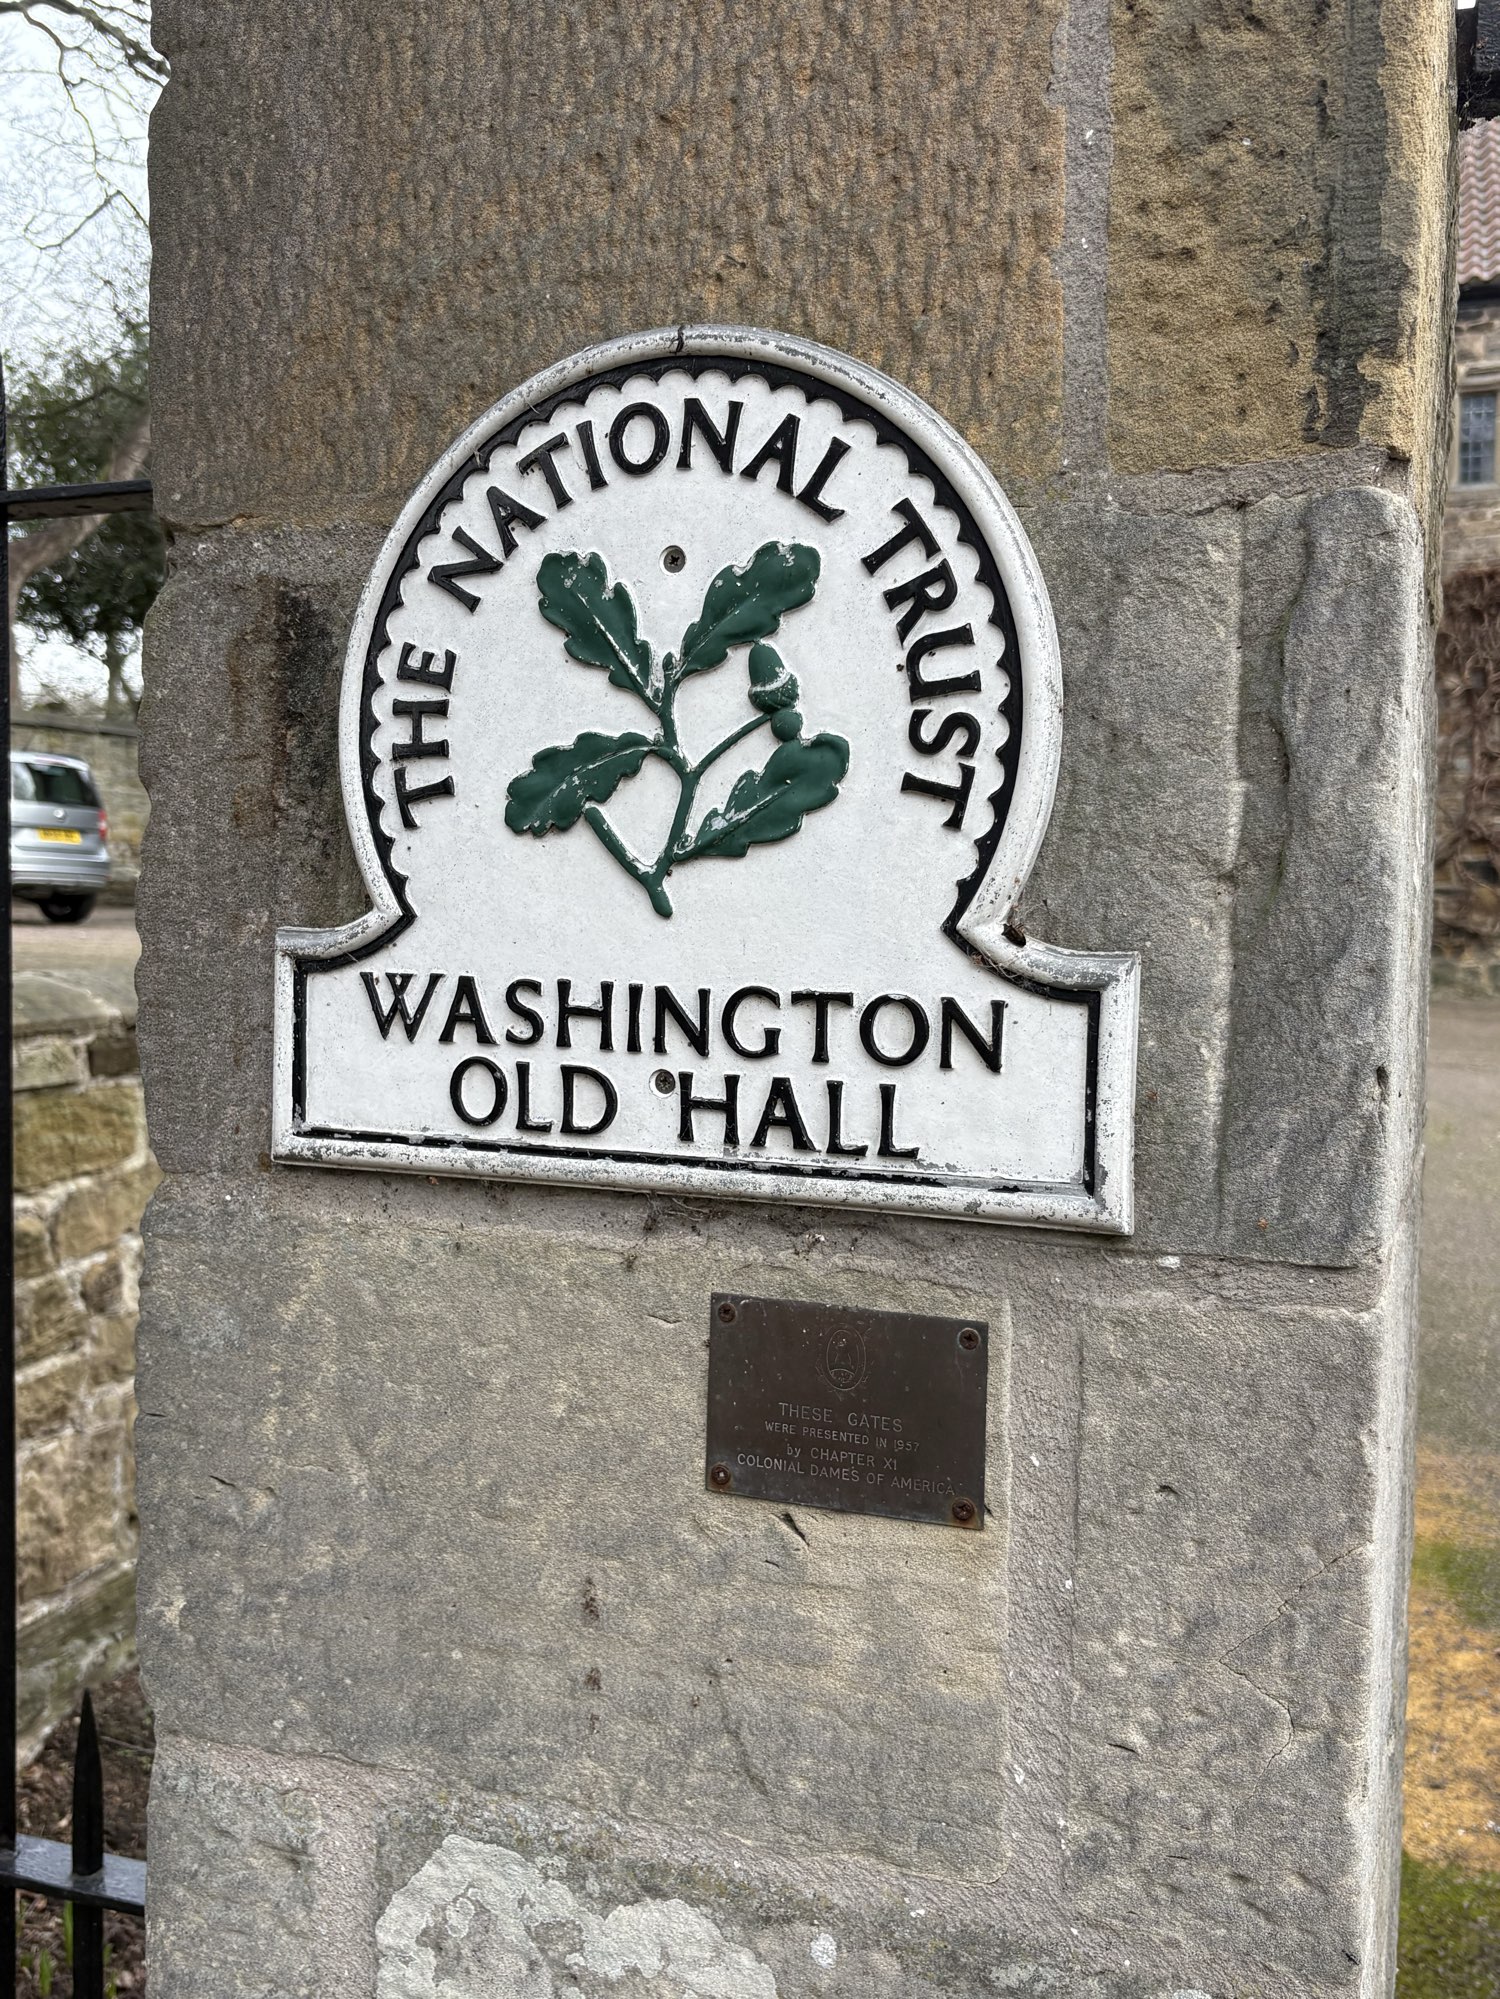 THE NATIONAL TRUST
WASHINGTON
OLD HALL
THESE GATES
WERE PRESENTED IN 1957
by CHAPTER XI
COLONIAL DAMES OF AMERICA